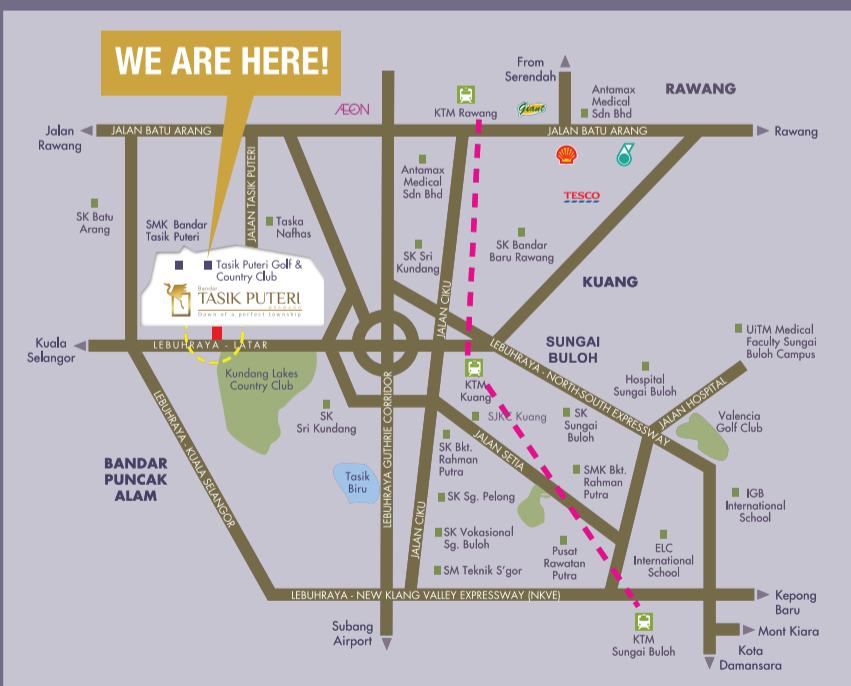 WE ARE HERE!
From
Serendah
RAWANG
ÆON
KTM Rawang
Giant
Antamax
Medical
Sdn Bhd
Jalan
Rawang
JALAN BATU ARANG
JALAN BATU ARANG
Rawang
JALAN TASIK PUTERI
Antamax
Medical
Sdn Bhd
TESCO
SK Batu
Arang
SMK Bandar
Tasik Puteri
Taska
Nafhas
SK Sri
Kundang
SK Bandar
Baru Rawang
Tasik Puteri Golf &
Country Club
Bandar
TASIK PUTERI
Dawn of a perfect township
KUANG
JALAN CIKU
Kuala
Selangor
LEBUHRAYA - LATAR
SUNGAI
BULOH
UiTM Medical
Faculty Sungai
Buloh Campus
LEBUHRAYA - NORTH-SOUTH EXPRESSWAY
Kundang Lakes
Country Club
KTM
Kuang
Hospital
Sungai Buloh
JALAN HOSPITAL
SK
Sri Kundang
SJKC Kuang
SK
Sungai
Buloh
Valencia
Golf Club
LEBUHRAYA GUTHRIE CORRIDOR
SK Bkt.
Rahman
Putra
JALAN SETIA
LEBUHRAYA - KUALA SELANGOR
BANDAR
PUNCAK
ALAM
Tasik
Biru
SMK Bkt.
Rahman
Putra
SK Sg. Pelong
IGB
International
School
JALAN CIKU
SK Vokasional
Sg. Buloh
Pusat
Rawatan
Putra
ELC
International
School
SM Teknik S'gor
LEBUHRAYA - NEW KLANG VALLEY EXPRESSWAY (NKVE)
Kepong
Baru
Subang
Airport
KTM
Sungai Buloh
Mont Kiara
Kota
Damansara